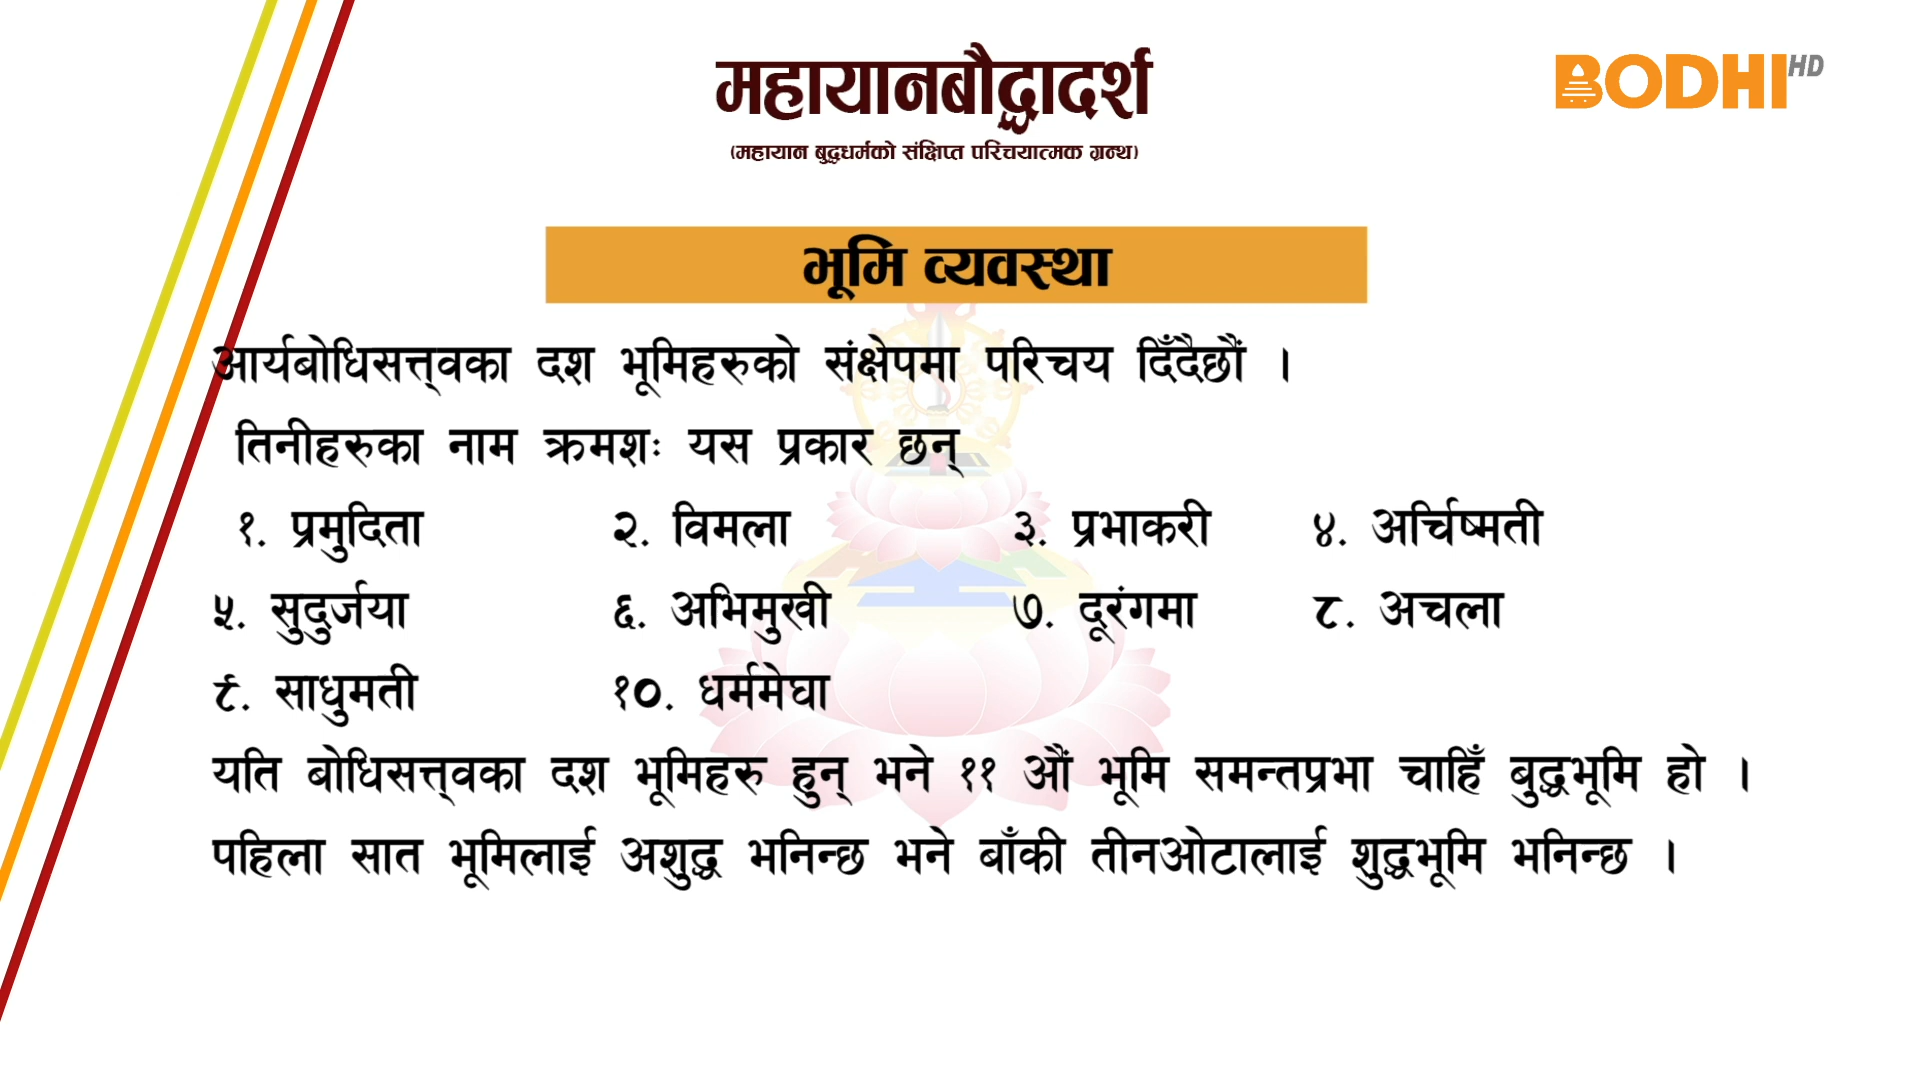 महायानबौद्धादर्श
BODHI HD
(महायान बुद्धधर्मको संक्षिप्त परिचयात्मक ग्रन्थ)
भूमि व्यवस्था
आर्यबोधिसत्त्वका दश भूमिहरुको संक्षेपमा परिचय दिँदैछौं ।
तिनीहरुका नाम क्रमशः यस प्रकार छन्
१. प्रमुदिता २. विमला ३. प्रभाकरी ४. अर्चिष्मती
५. सुदुर्जया ६. अभिमुखी ७. दूरंगमा ८. अचला
९. साधुमती १०. धर्ममेघा
यति बोधिसत्त्वका दश भूमिहरु हुन् भने ११ औं भूमि समन्तप्रभा चाहिँ बुद्धभूमि हो ।
पहिला सात भूमिलाई अशुद्ध भनिन्छ भने बाँकी तीनओटालाई शुद्धभूमि भनिन्छ ।